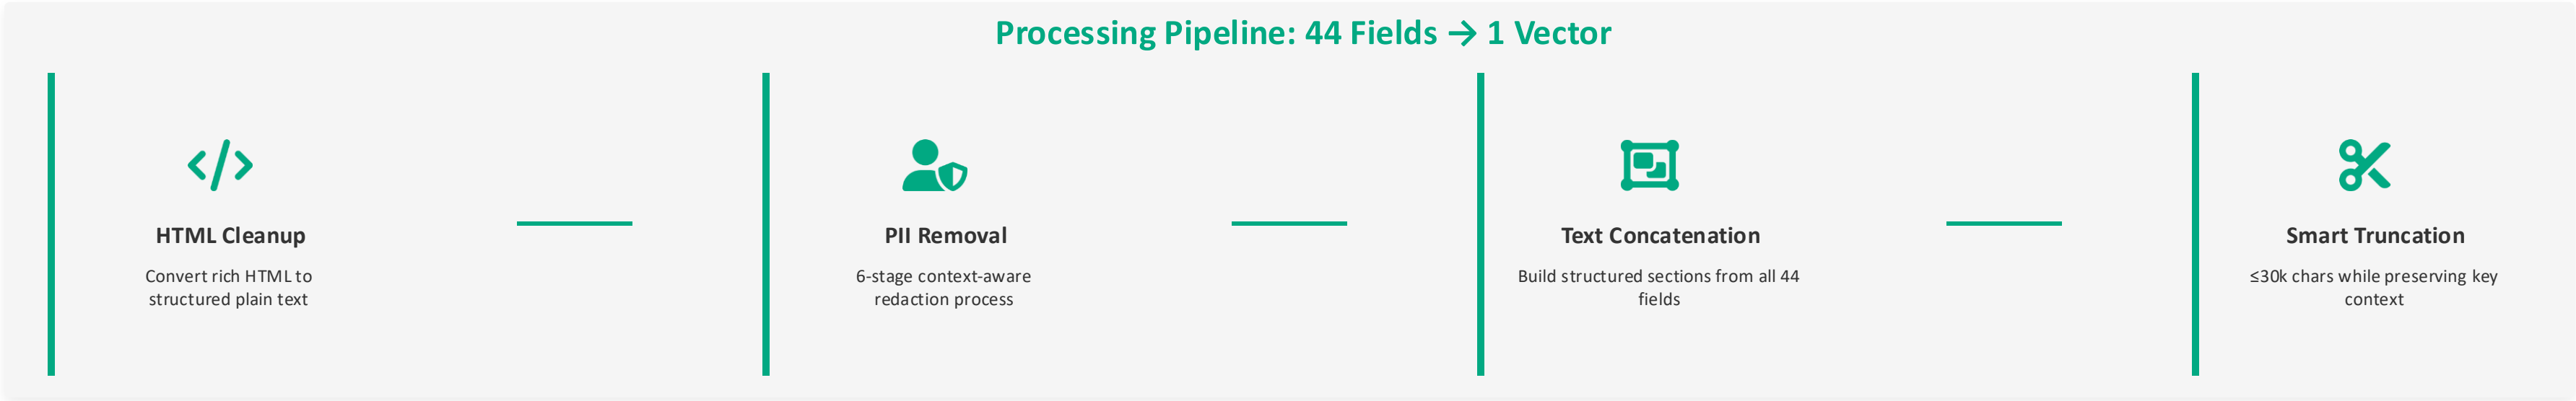 Processing Pipeline: 44 Fields → 1 Vector
HTML Cleanup
Convert rich HTML to
structured plain text
PII Removal
6-stage context-aware
redaction process
Text Concatenation
Build structured sections from all 44
fields
Smart Truncation
≤30k chars while preserving key
context